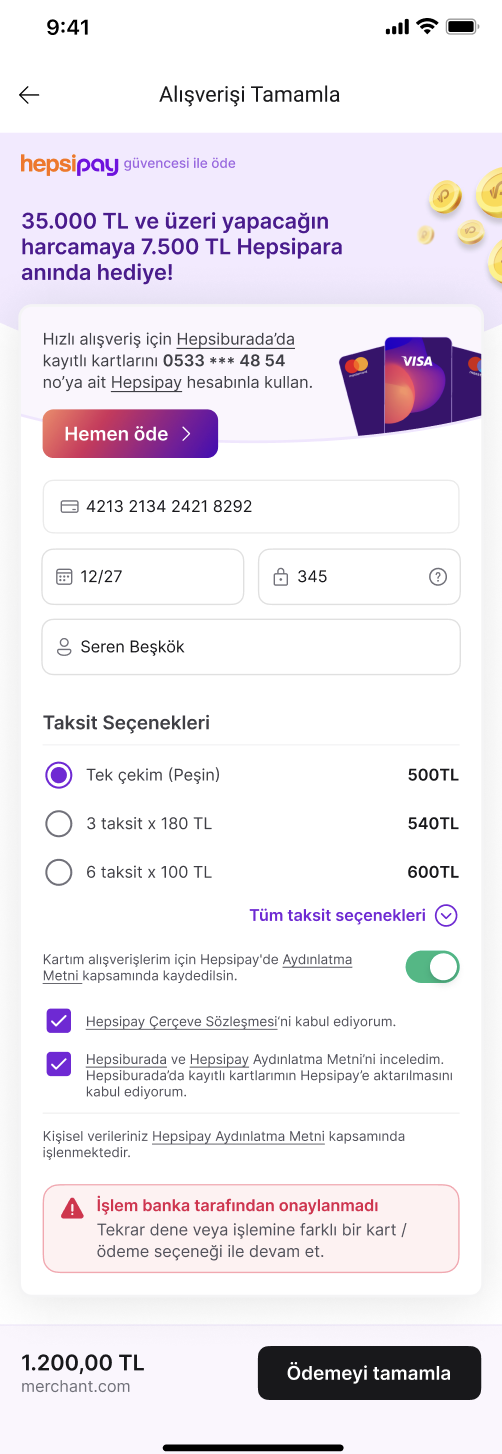 9:41
Alışverişi Tamamla
hepsipay güvencesi ile öde
35.000 TL ve üzeri yapacağın
harcamaya 7.500 TL Hepsipara
anında hediye!
Hızlı alışveriş için Hepsiburada’da
kayıtlı kartlarını 0533 *** 48 54
no’ya ait Hepsipay hesabınla kullan.
VISA
Hemen öde
4213 2134 2421 8292
12/27
345
?
Seren Beşkök
Taksit Seçenekleri
Tek çekim (Peşin) 500TL
3 taksit x 180 TL 540TL
6 taksit x 100 TL 600TL
Tüm taksit seçenekleri
Kartım alışverişlerim için Hepsipay'de Aydınlatma
Metni kapsamında kaydedilsin.
Hepsipay Çerçeve Sözleşmesi’ni kabul ediyorum.
Hepsiburada ve Hepsipay Aydınlatma Metni’ni inceledim.
Hepsiburada’da kayıtlı kartlarımın Hepsipay’e aktarılmasını
kabul ediyorum.
Kişisel verileriniz Hepsipay Aydınlatma Metni kapsamında
işlenmektedir.
İşlem banka tarafından onaylanmadı
Tekrar dene veya işlemine farklı bir kart /
ödeme seçeneği ile devam et.
1.200,00 TL
merchant.com
Ödemeyi tamamla